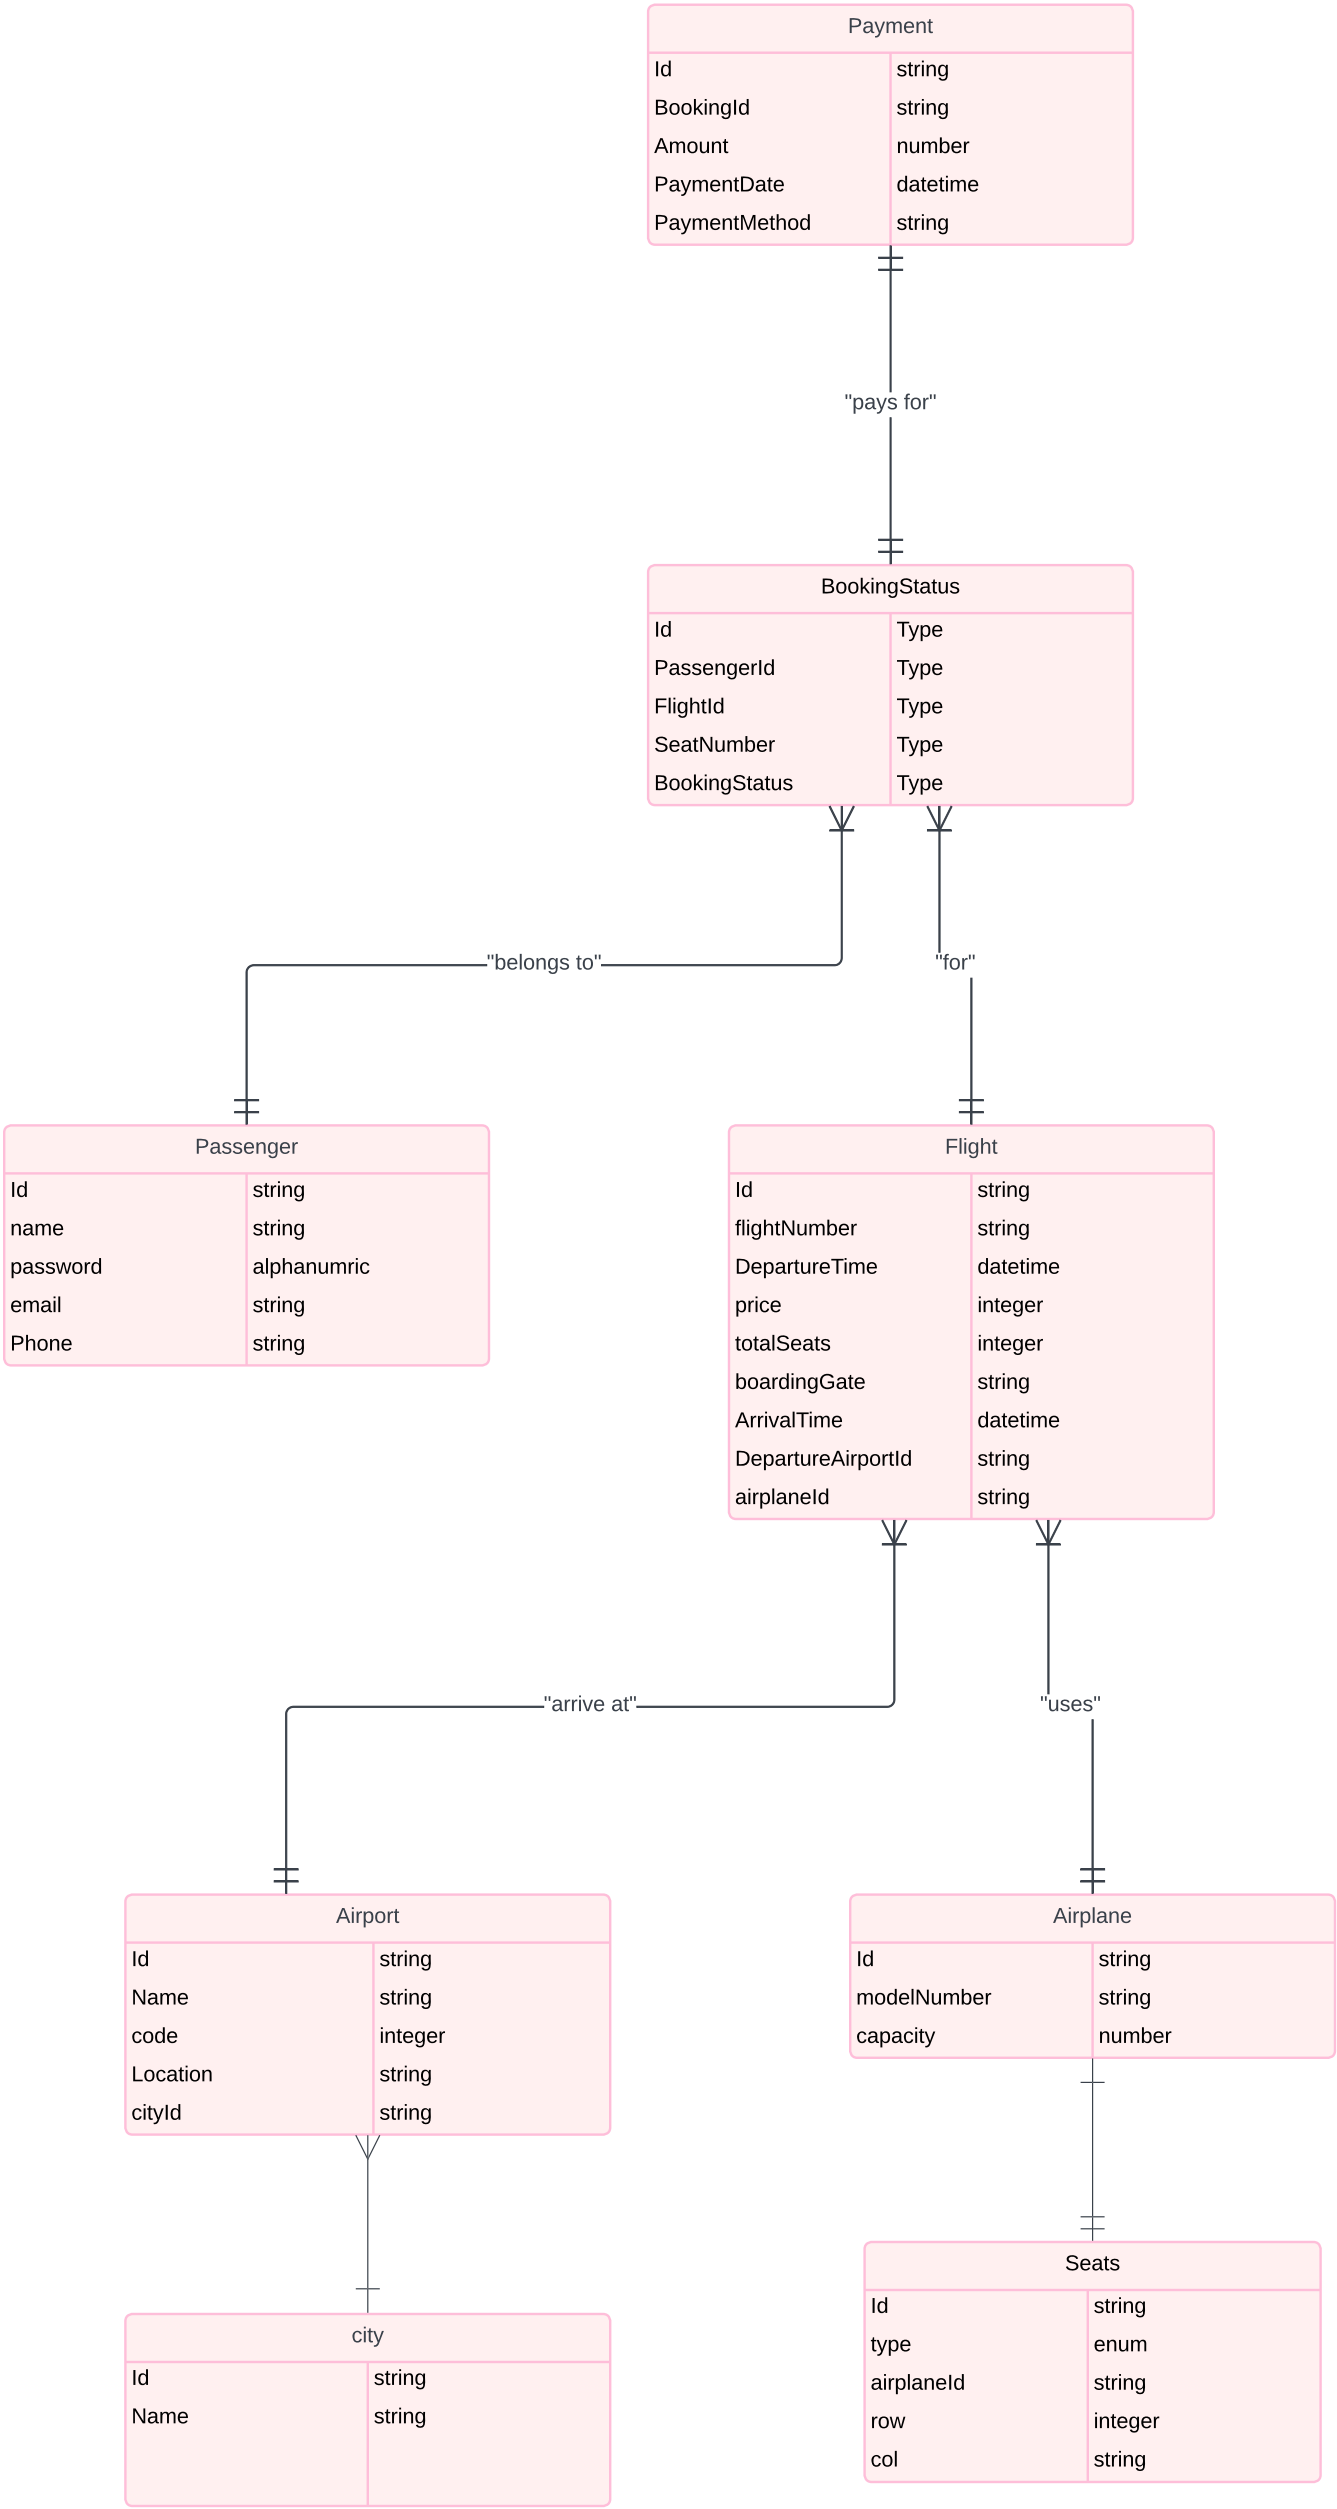 Payment
Id string
BookingId string
Amount number
PaymentDate datetime
PaymentMethod string
"pays for"
BookingStatus
Id Type
PassengerId Type
FlightId Type
SeatNumber Type
BookingStatus Type
"belongs to"
"for"
Passenger
Id string
name string
password alphanumric
email string
Phone string
Flight
Id string
flightNumber string
DepartureTime datetime
price integer
totalSeats integer
boardingGate string
ArrivalTime datetime
DepartureAirportId string
airplaneId string
"arrive at"
"uses"
Airport
Id string
Name string
code integer
Location string
cityId string
Airplane
Id string
modelNumber string
capacity number
Seats
Id string
type enum
airplaneId string
row integer
col string
city
Id string
Name string